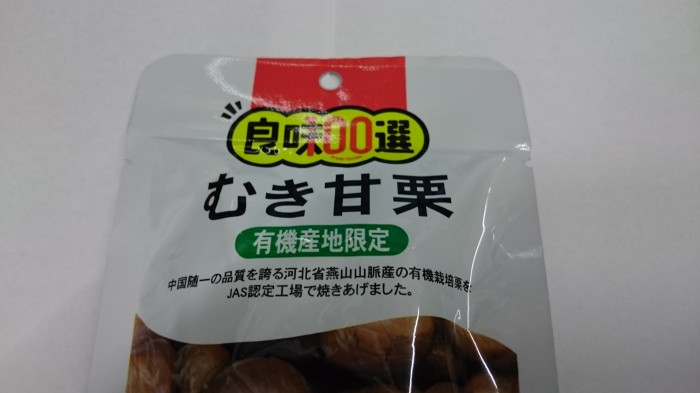 良味100選
むき甘栗
有機産地限定
中国随一の品質を誇る河北省燕山山脈産の有機栽培栗を
JAS認定工場で焼きあげました。